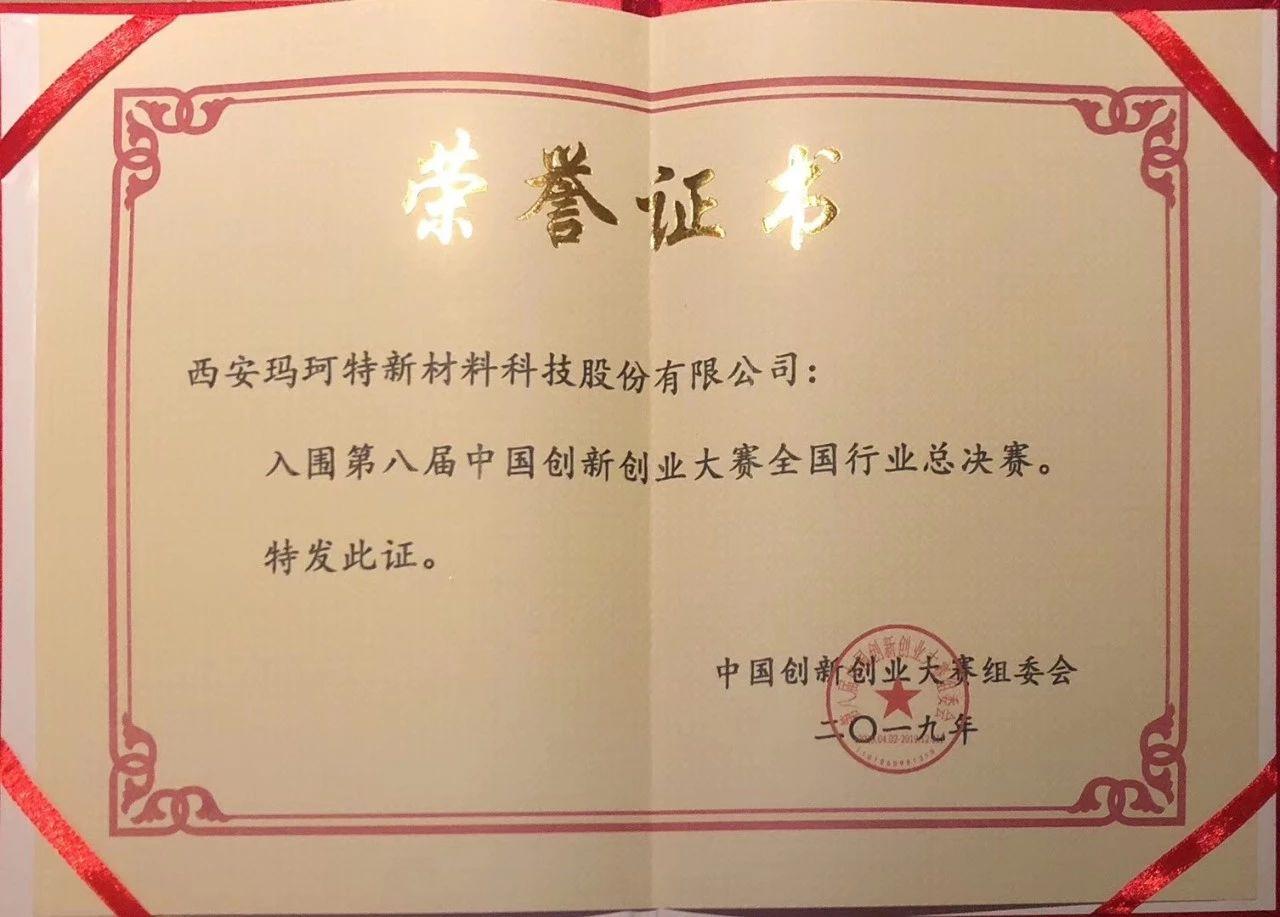 荣誉证书
西安玛珂特新材料科技股份有限公司：
入围第八届中国创新创业大赛全国行业总决赛。
特发此证。
中国创新创业大赛组委会
二〇一九年